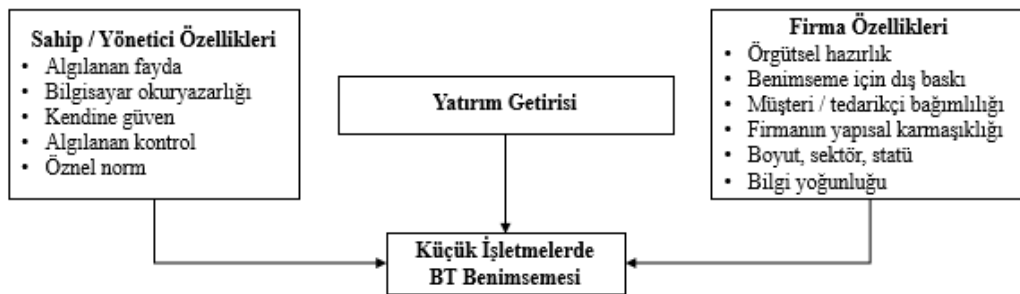 Sahip / Yönetici Özellikleri
• Algılanan fayda
• Bilgisayar okuryazarlığı
• Kendine güven
• Algılanan kontrol
• Öznel norm
Yatırım Getirisi
Firma Özellikleri
• Örgütsel hazırlık
• Benimseme için dış baskı
• Müşteri / tedarikçi bağımlılığı
• Firmanın yapısal karmaşıklığı
• Boyut, sektör, statü
• Bilgi yoğunluğu
Küçük İşletmelerde
BT Benimsemesi